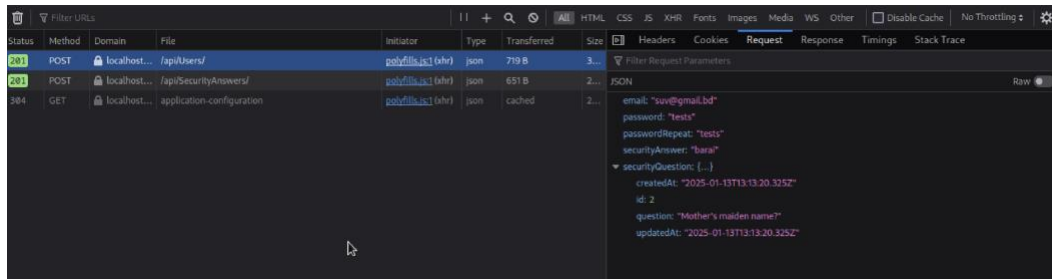 Filter URLs
All HTML CSS JS XHR Fonts Images Media WS Other Disable Cache No Throttling
Status Method Domain File Initiator Type Transferred Size
Headers Cookies Request Response Timings Stack Trace
201 POST localhost... /api/Users/ polyfills.js:1 (xhr) json 719 B 3...
Filter Request Parameters
201 POST localhost... /api/SecurityAnswers/ polyfills.js:1 (xhr) json 651 B 2...
JSON Raw
304 GET localhost... application-configuration polyfills.js:1 (xhr) json cached 2...
email: "suv@gmail.bd"
password: "tests"
passwordRepeat: "tests"
securityAnswer: "barai"
securityQuestion: {...}
createdAt: "2025-01-13T13:13:20.325Z"
id: 2
question: "Mother's maiden name?"
updatedAt: "2025-01-13T13:13:20.325Z"